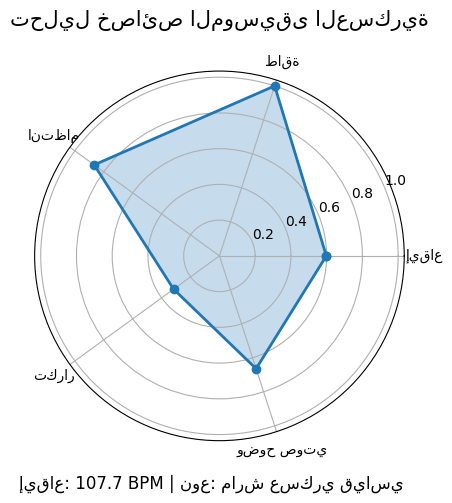 تحليل خصائص الموسيقى العسكرية
طاقة
انتظام
1.0
0.8
0.6
0.4
0.2
إيقاع
تكرار
وضوح صوتي
إيقاع: 107.7 BPM | نوع: مارش عسكري قياسي